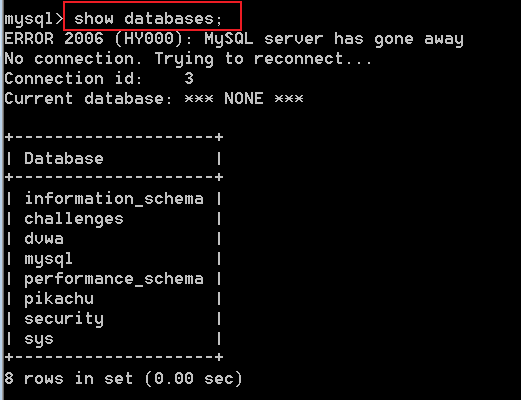 mysql> show databases;
ERROR 2006 (HY000): MySQL server has gone away
No connection. Trying to reconnect...
Connection id:    3
Current database: *** NONE ***

+--------------------+
| Database           |
+--------------------+
| information_schema |
| challenges         |
| dvwa               |
| mysql              |
| performance_schema |
| pikachu            |
| security           |
| sys                |
+--------------------+
8 rows in set (0.00 sec)